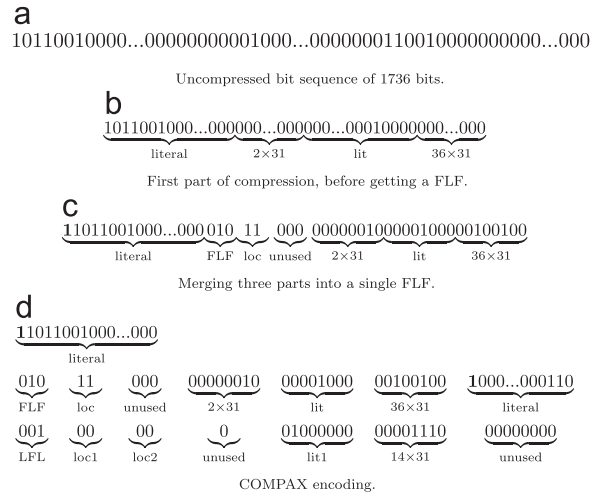 a
10110010000...00000000001000...00000001100100000000000...000
Uncompressed bit sequence of 1736 bits.
b
1011001000...000000...000000...00010000000...000
literal 2×31 lit 36×31
First part of compression, before getting a FLF.
c
11011001000...000 010 11 000 00000010 00001000 00100100
literal FLF loc unused 2×31 lit 36×31
Merging three parts into a single FLF.
d
11011001000...000
literal
010 11 000 00000010 00001000 00100100 1000...000110
FLF loc unused 2×31 lit 36×31 literal
001 00 00 0 01000000 00001110 00000000
LFL loc1 loc2 unused lit1 14×31 unused
COMPAX encoding.